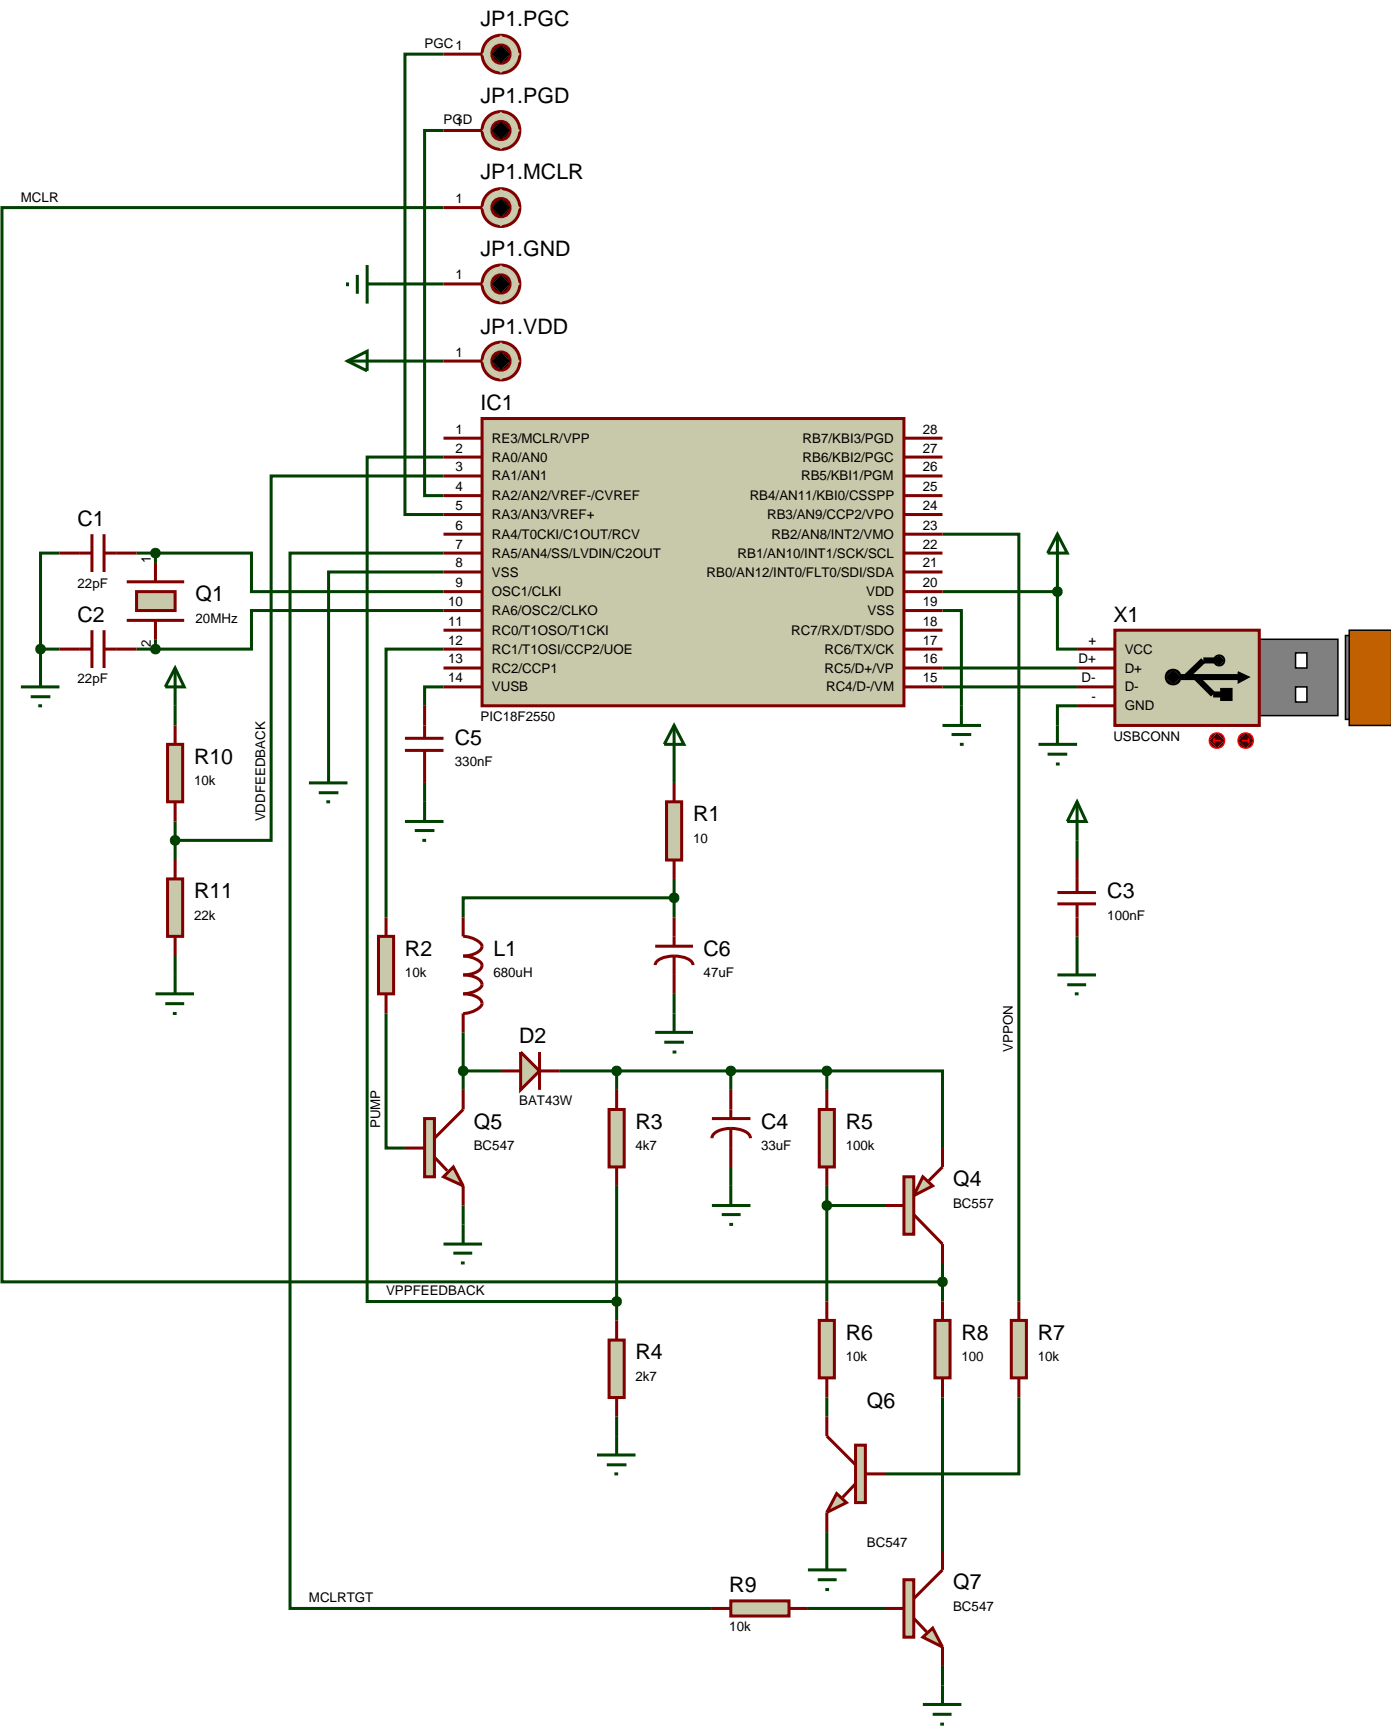 JP1.PGC
PGC 1
JP1.PGD
PGD
1
JP1.MCLR
MCLR
1
JP1.GND
1
JP1.VDD
1
IC1
1 RE3/MCLR/VPP
2 RA0/AN0
3 RA1/AN1
4 RA2/AN2/VREF-/CVREF
5 RA3/AN3/VREF+
6 RA4/T0CKI/C1OUT/RCV
7 RA5/AN4/SS/LVDIN/C2OUT
8 VSS
9 OSC1/CLKI
10 RA6/OSC2/CLKO
11 RC0/T1OSO/T1CKI
12 RC1/T1OSI/CCP2/UOE
13 RC2/CCP1
14 VUSB
RB7/KBI3/PGD 28
RB6/KBI2/PGC 27
RB5/KBI1/PGM 26
RB4/AN11/KBI0/CSSPP 25
RB3/AN9/CCP2/VPO 24
RB2/AN8/INT2/VMO 23
RB1/AN10/INT1/SCK/SCL 22
RB0/AN12/INT0/FLT0/SDI/SDA 21
VDD 20
VSS 19
RC7/RX/DT/SDO 18
RC6/TX/CK 17
RC5/D+/VP 16
RC4/D-/VM 15
PIC18F2550
C1
22pF
1
Q1
20MHz
2
C2
22pF
X1
+ VCC
D+ D+
D- D-
- GND
USBCONN
R10
10k
VDDFEEDBACK
R11
22k
C5
330nF
R1
10
C3
100nF
R2
10k
L1
680uH
C6
47uF
VPPON
D2
BAT43W
PUMP
Q5
BC547
R3
4k7
C4
33uF
R5
100k
Q4
BC557
VPPFEEDBACK
R4
2k7
R6
10k
R8
100
R7
10k
Q6
BC547
MCLRTGT
R9
10k
Q7
BC547